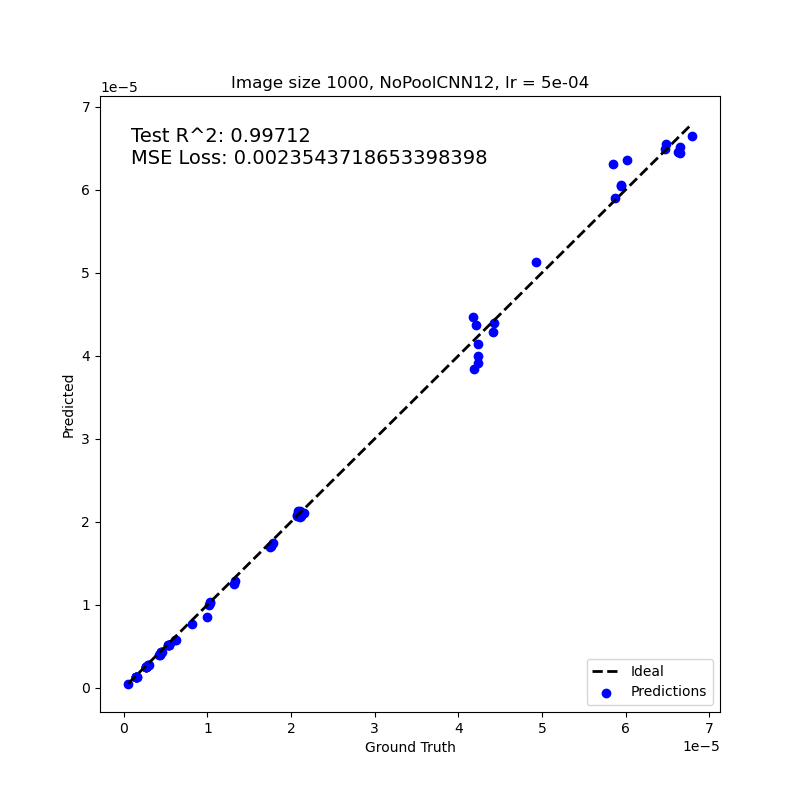 Image size 1000, NoPoolCNN12, lr = 5e-04
1e−5
7
Test R^2: 0.99712
MSE Loss: 0.0023543718653398398
6
5
4
3
2
1
0
Predicted
Ideal
Predictions
0 1 2 3 4 5 6 7
Ground Truth
1e−5